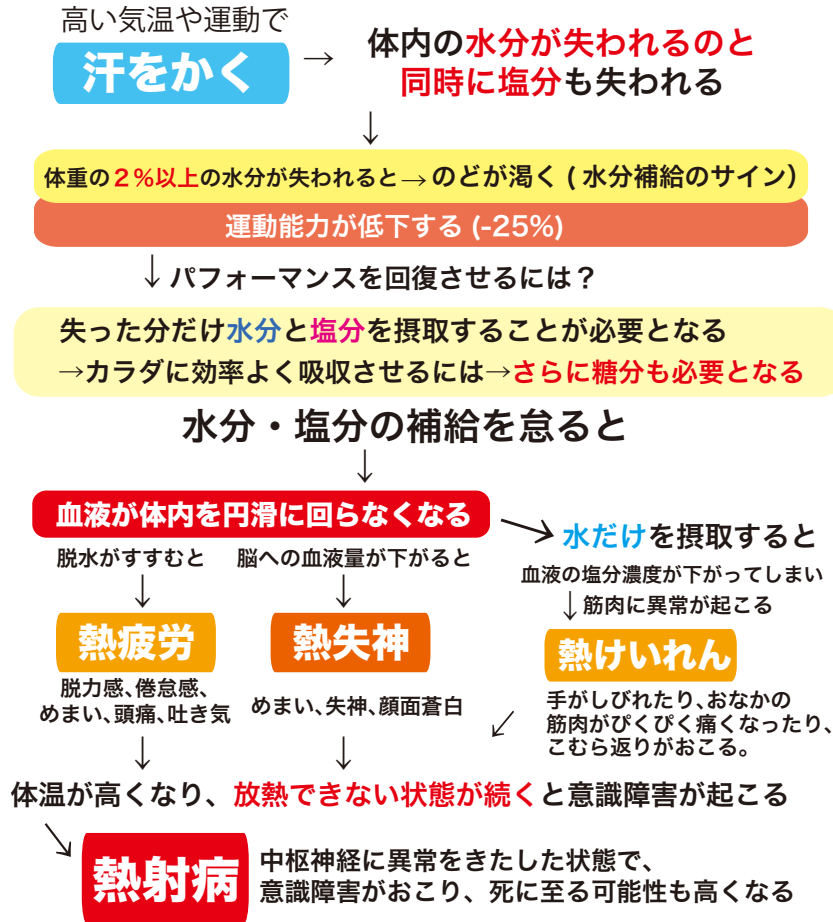 高い気温や運動で
汗をかく
→
体内の水分が失われるのと
同時に塩分も失われる
↓
体重の2%以上の水分が失われると→のどが渇く(水分補給のサイン)
運動能力が低下する(-25%)
↓パフォーマンスを回復させるには？
失った分だけ水分と塩分を摂取することが必要となる
→カラダに効率よく吸収させるには→さらに糖分も必要となる
水分・塩分の補給を怠ると
↓
血液が体内を円滑に回らなくなる
脱水がすすむと
↓
熱疲労
脱力感、倦怠感、
めまい、頭痛、吐き気
↓
脳への血液量が下がると
↓
熱失神
めまい、失神、顔面蒼白
↓
↘
水だけを摂取すると
血液の塩分濃度が下がってしまい
↓筋肉に異常が起こる
熱けいれん
手がしびれたり、おなかの
筋肉がぴくぴく痛くなったり、
こむら返りがおこる。
↙
体温が高くなり、放熱できない状態が続くと意識障害が起こる
↘
熱射病
中枢神経に異常をきたした状態で、
意識障害がおこり、死に至る可能性も高くなる